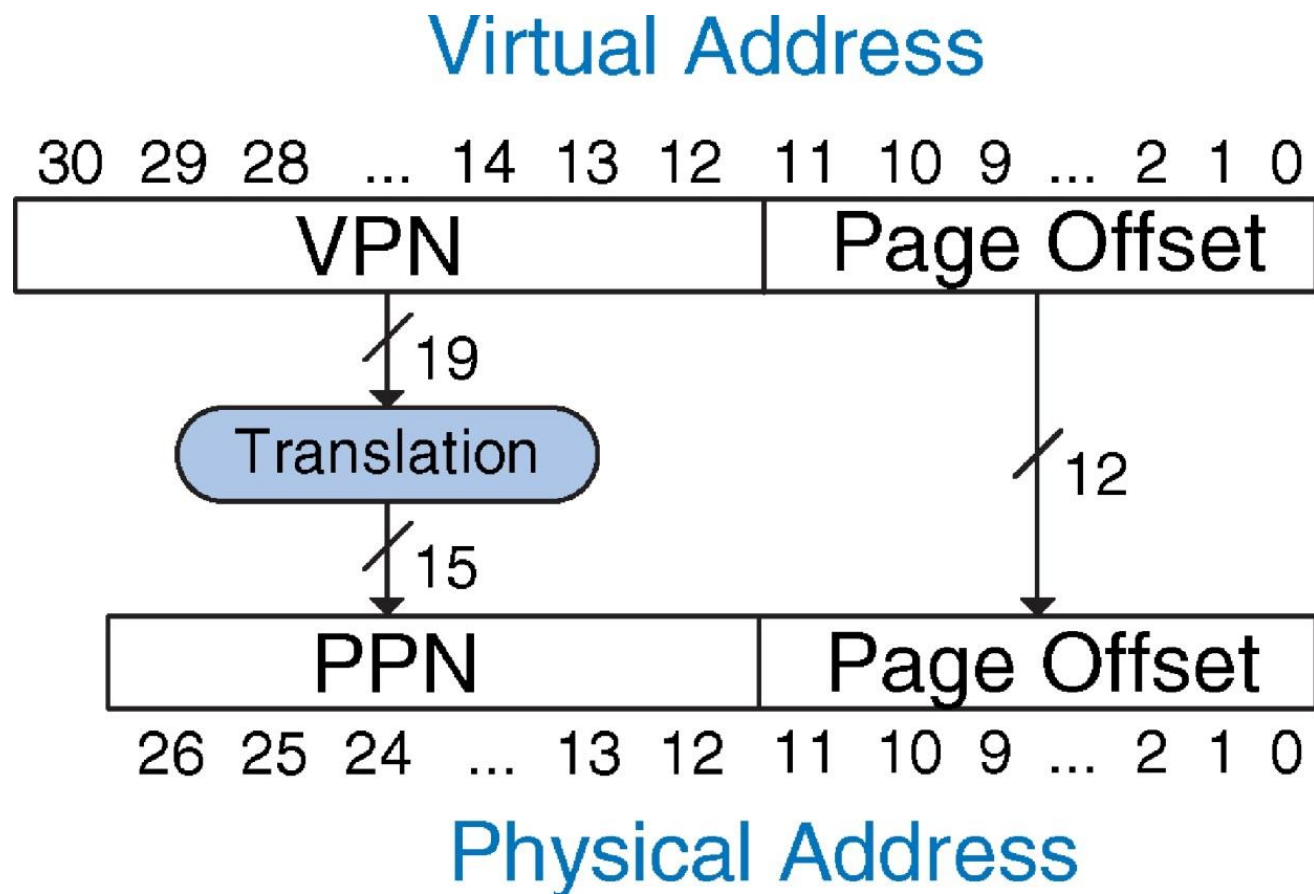 Virtual Address
30 29 28 ... 14 13 12 11 10 9 ... 2 1 0
VPN Page Offset
19
Translation
12
15
PPN Page Offset
26 25 24 ... 13 12 11 10 9 ... 2 1 0
Physical Address